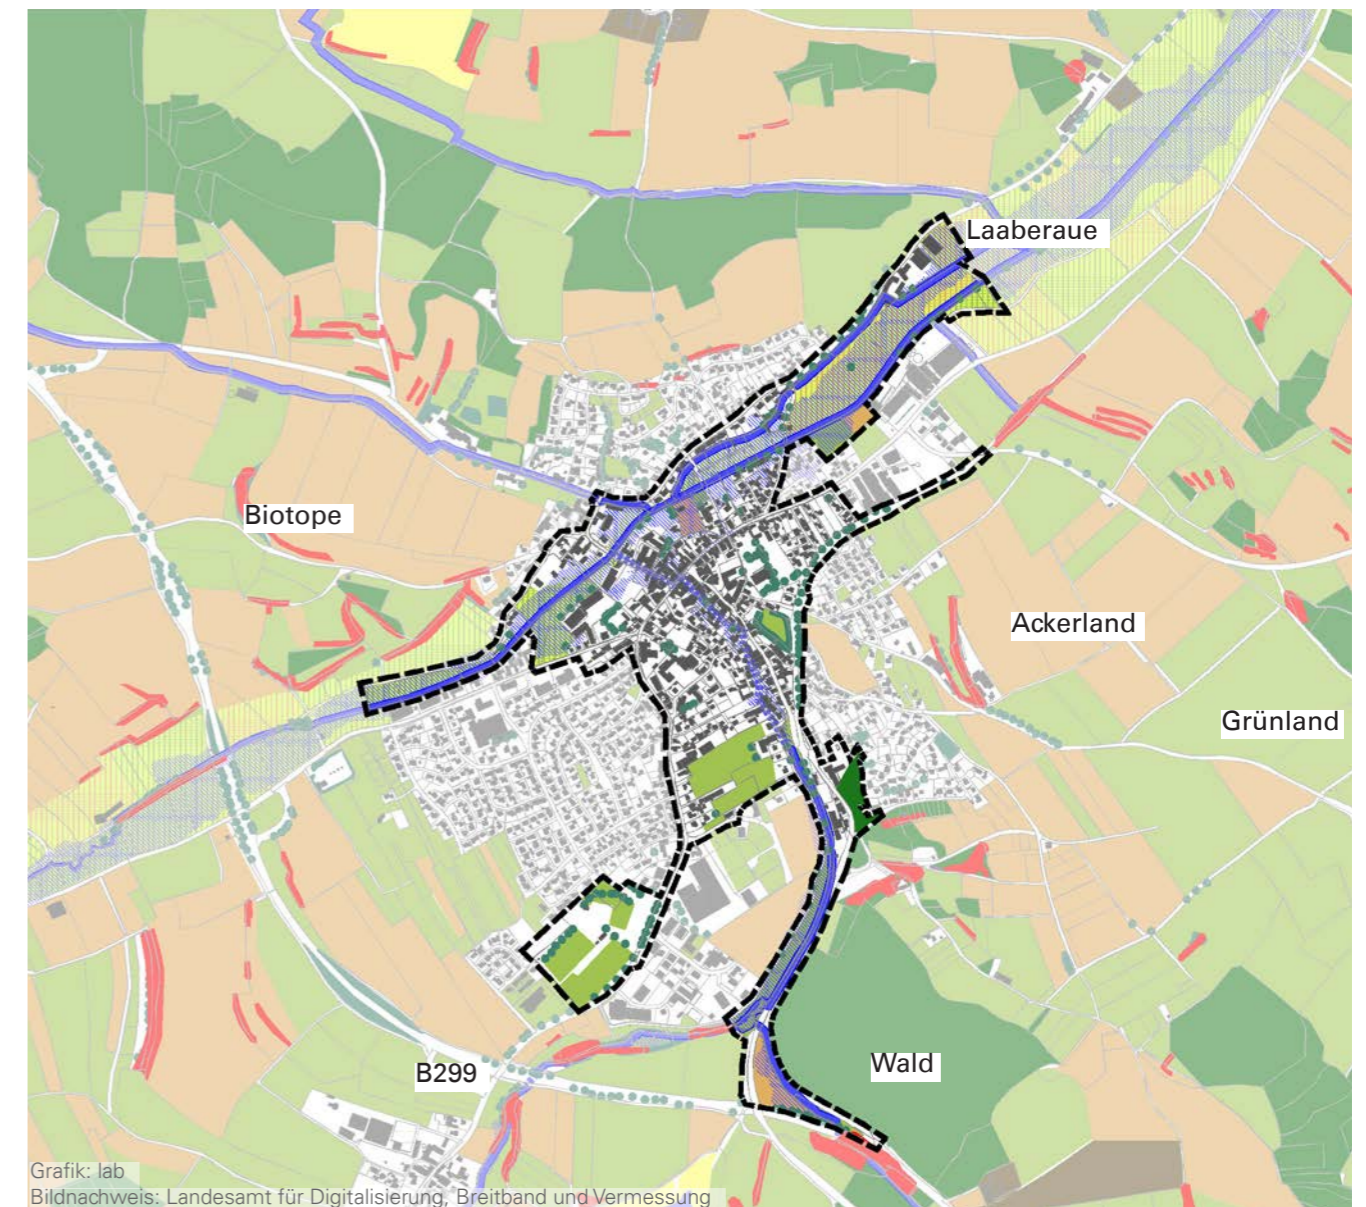 Laaberaue
Biotope
Ackerland
Grünland
Wald
B299
Grafik: lab
Bildnachweis: Landesamt für Digitalisierung, Breitband und Vermessung